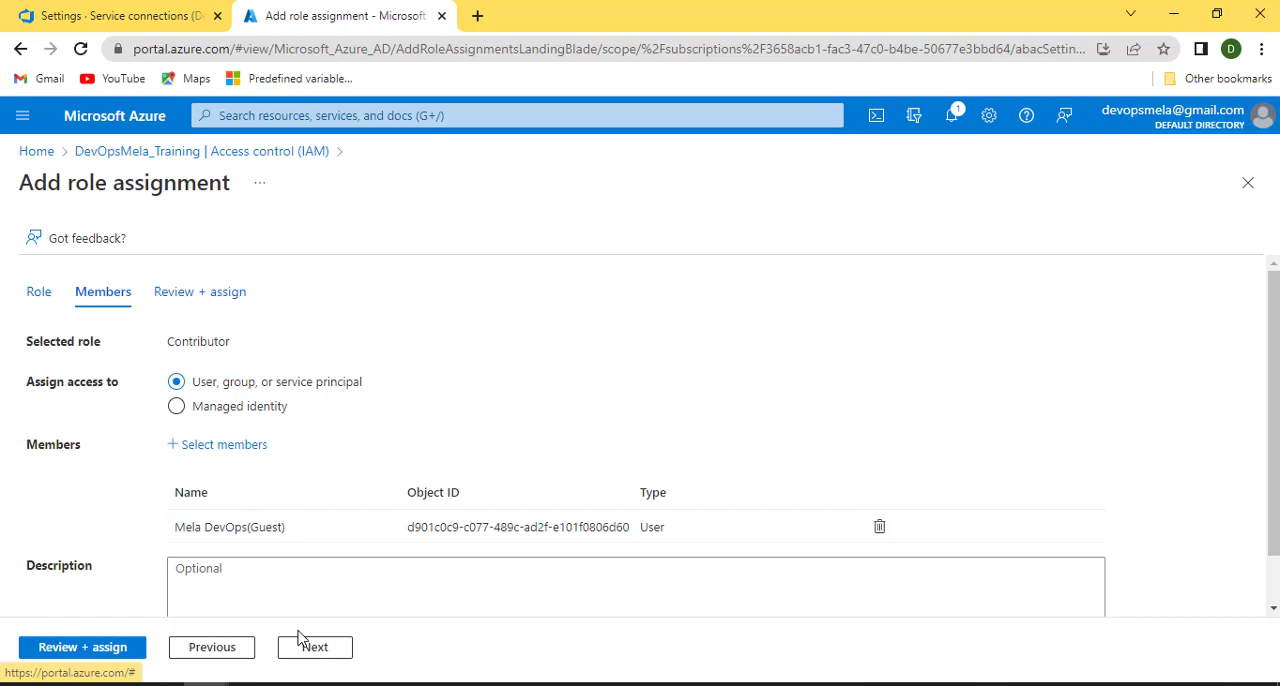 Settings · Service connections (D
Add role assignment - Microsoft
portal.azure.com/#view/Microsoft_Azure_AD/AddRoleAssignmentsLandingBlade/scope/%2Fsubscriptions%2F3658acb1-fac3-47c0-b4be-50677e3bbd64/abacSettin...
D
Gmail YouTube Maps Predefined variable... Other bookmarks
Microsoft Azure
Search resources, services, and docs (G+/)
1
devopsmela@gmail.com
DEFAULT DIRECTORY
Home > DevOpsMela_Training | Access control (IAM) >
Add role assignment ...
Got feedback?
Role Members Review + assign
Selected role Contributor
Assign access to User, group, or service principal
Managed identity
Members + Select members
Name Object ID Type
Mela DevOps(Guest) d901c0c9-c077-489c-ad2f-e101f0806d60 User
Description Optional
Review + assign Previous Next
https://portal.azure.com/#